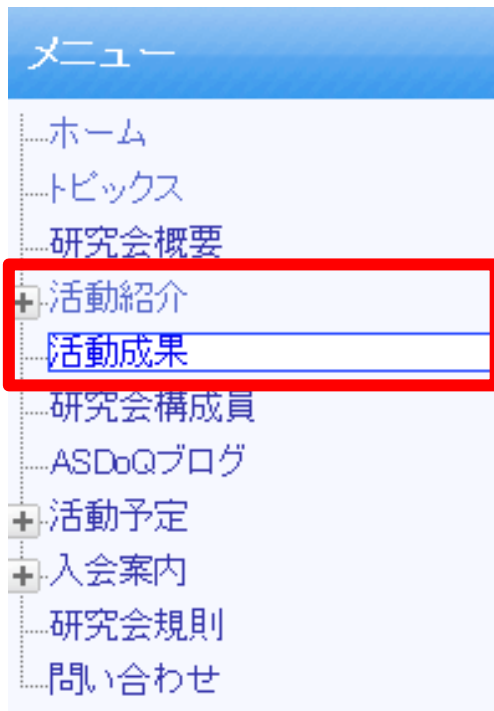 メニュー
ホーム
トピックス
研究会概要
活動紹介
活動成果
研究会構成員
ASDoQブログ
活動予定
入会案内
研究会規則
問い合わせ